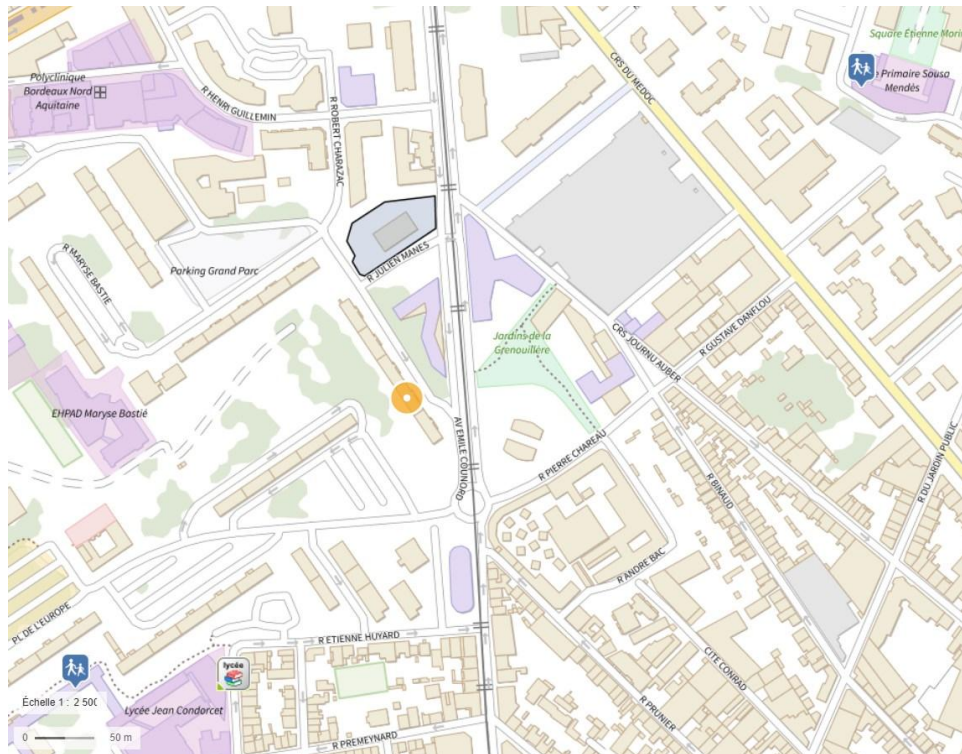 Square Étienne Mori
CRS DU MEDOC
Primaire Sousa
Mendès
Polyclinique
Bordeaux Nord
Aquitaine
R HENRI GUILLEMIN
R ROBERT CHARAZAC
R MARYSE BASTIE
Parking Grand Parc
R JULIEN MANES
Jardins de la
Grenouillère
CRS JOURNU AUBER
R GUSTAVE DANFLOU
EHPAD Maryse Bastié
AV EMILE COUNORD
R PIERRE CHAREAU
R BINAUD
R DU JARDIN PUBLIC
R ANDRE BAC
PL DE L'EUROPE
R ETIENNE HUYARD
lycée
CITE CONRAD
Échelle 1 : 2 500
Lycée Jean Condorcet
R PRUNIER
0 50 m
R PREMEYNARD